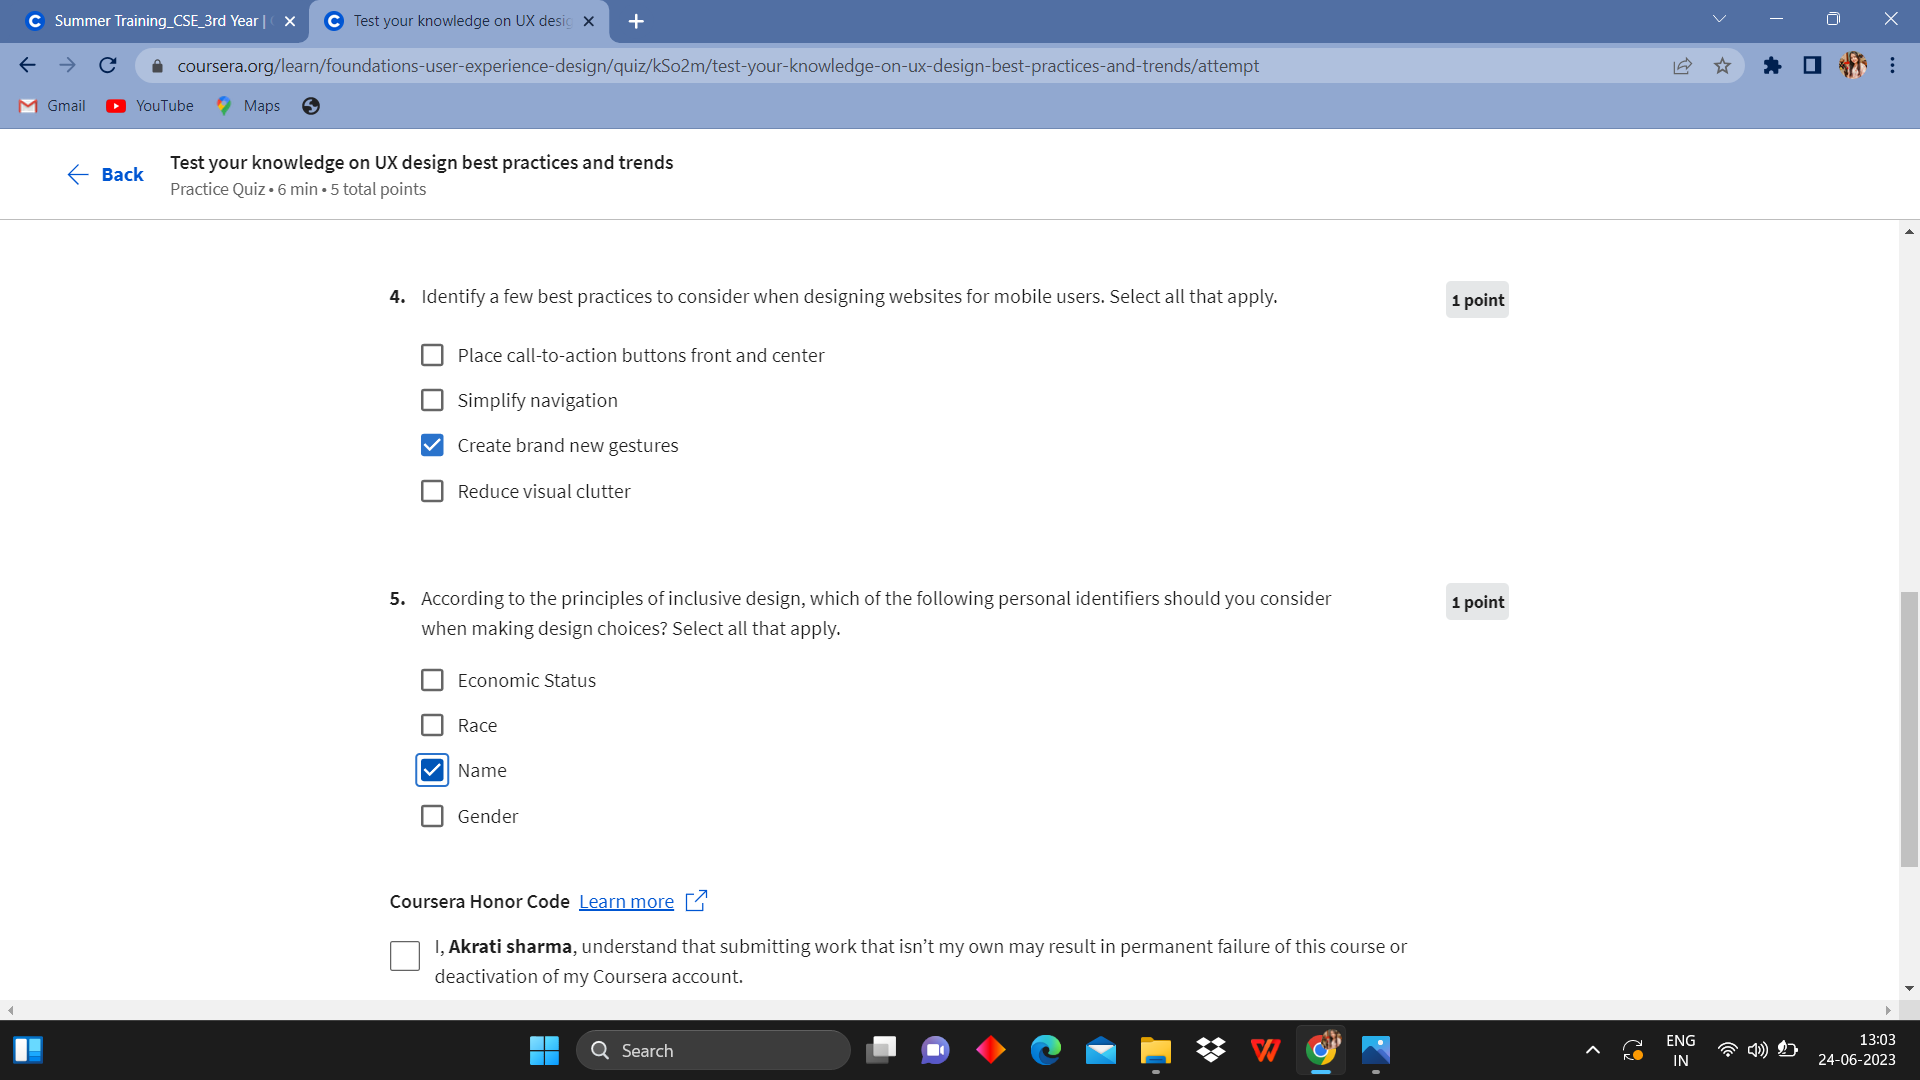 Summer Training_CSE_3rd Year |
Test your knowledge on UX desig
coursera.org/learn/foundations-user-experience-design/quiz/kSo2m/test-your-knowledge-on-ux-design-best-practices-and-trends/attempt
Gmail
YouTube
Maps
Back
Test your knowledge on UX design best practices and trends
Practice Quiz • 6 min • 5 total points
4. Identify a few best practices to consider when designing websites for mobile users. Select all that apply.
1 point
Place call-to-action buttons front and center
Simplify navigation
Create brand new gestures
Reduce visual clutter
5. According to the principles of inclusive design, which of the following personal identifiers should you consider
when making design choices? Select all that apply.
1 point
Economic Status
Race
Name
Gender
Coursera Honor Code Learn more
I, Akrati sharma, understand that submitting work that isn't my own may result in permanent failure of this course or
deactivation of my Coursera account.
Search
ENG
IN
13:03
24-06-2023